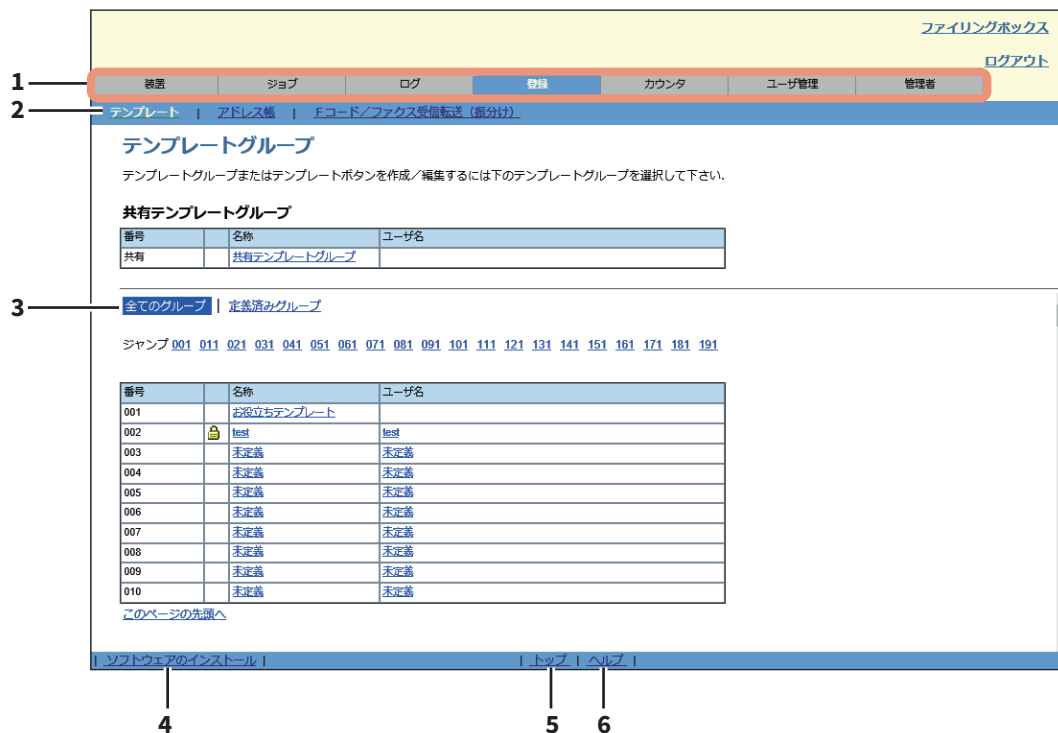 ファイリングボックス
ログアウト
1
装置 ジョブ ログ 登録 カウンタ ユーザ管理 管理者
2
テンプレート | アドレス帳 | Fコード／ファクス受信転送（振分け）
テンプレートグループ
テンプレートグループまたはテンプレートボタンを作成／編集するには下のテンプレートグループを選択して下さい.
共有テンプレートグループ
番号 名称 ユーザ名
共有 共有テンプレートグループ
3
全てのグループ | 定義済みグループ
ジャンプ 001 011 021 031 041 051 061 071 081 091 101 111 121 131 141 151 161 171 181 191
番号 名称 ユーザ名
001 お役立ちテンプレート
002 test test
003 未定義 未定義
004 未定義 未定義
005 未定義 未定義
006 未定義 未定義
007 未定義 未定義
008 未定義 未定義
009 未定義 未定義
010 未定義 未定義
このページの先頭へ
| ソフトウェアのインストール | | トップ | ヘルプ |
4 5 6